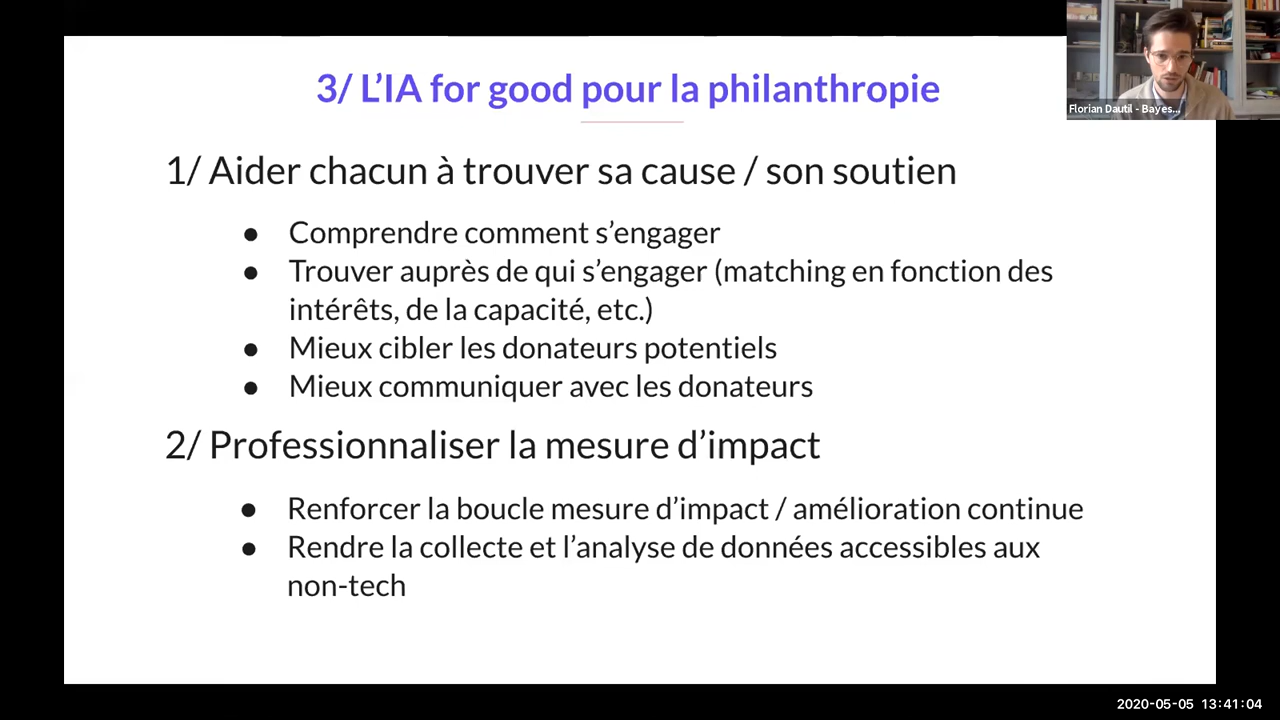 3/ L’IA for good pour la philanthropie
Florian Dautil - Bayes...
1/ Aider chacun à trouver sa cause / son soutien
● Comprendre comment s’engager
● Trouver auprès de qui s’engager (matching en fonction des
intérêts, de la capacité, etc.)
● Mieux cibler les donateurs potentiels
● Mieux communiquer avec les donateurs
2/ Professionnaliser la mesure d’impact
● Renforcer la boucle mesure d’impact / amélioration continue
● Rendre la collecte et l’analyse de données accessibles aux
non-tech
2020-05-05 13:41:04